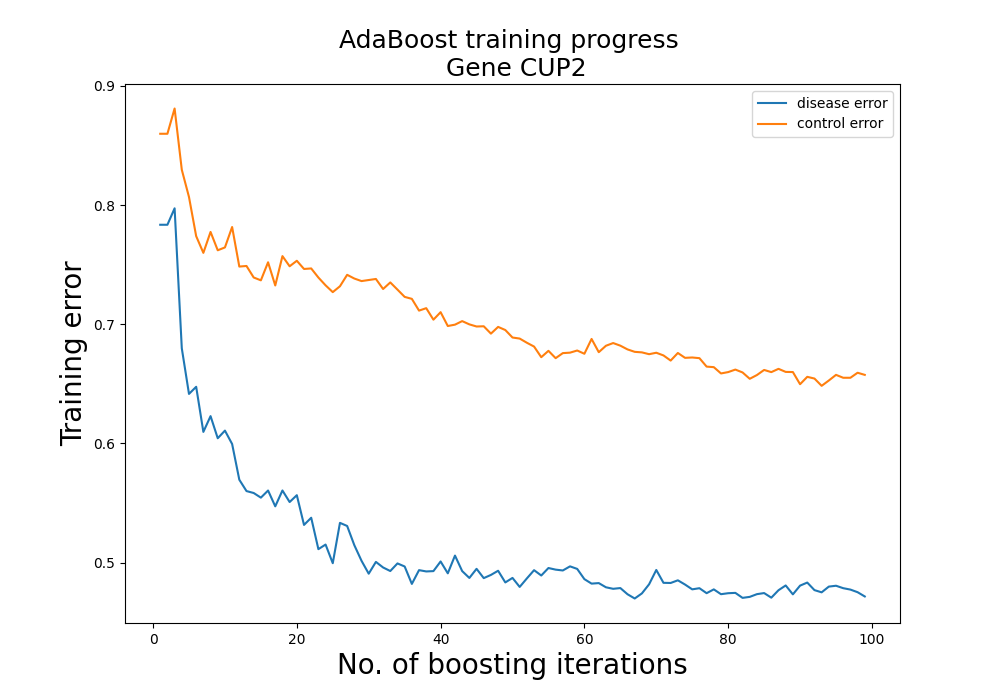 AdaBoost training progress
Gene CUP2
disease error
control error
Training error
0.9
0.8
0.7
0.6
0.5
0
20
40
60
80
100
No. of boosting iterations